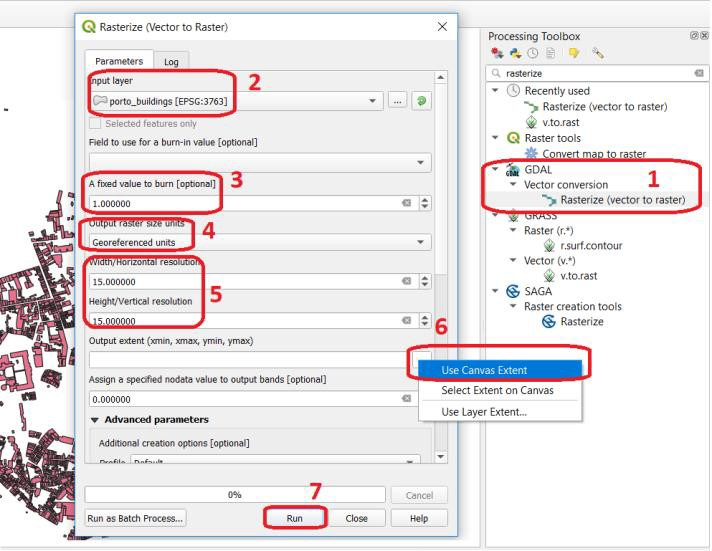 Rasterize (Vector to Raster)
Parameters
Log
Input layer
2
porto_buildings [EPSG:3763]
...
Selected features only
Field to use for a burn-in value [optional]
A fixed value to burn [optional]
3
1.000000
Output raster size units
4
Georeferenced units
Width/Horizontal resolution
15.000000
5
Height/Vertical resolution
15.000000
Output extent (xmin, xmax, ymin, ymax)
6
Use Canvas Extent
Select Extent on Canvas
Use Layer Extent...
Assign a specified nodata value to output bands [optional]
0.000000
Advanced parameters
Additional creation options [optional]
Profile Default
0%
7
Cancel
Run as Batch Process...
Run
Close
Help
Processing Toolbox
rasterize
Recently used
Rasterize (vector to raster)
v.to.rast
Raster tools
Convert map to raster
GDAL
GDAL
1
Vector conversion
Rasterize (vector to raster)
GRASS
Raster (r.*)
r.surf.contour
Vector (v.*)
v.to.rast
SAGA
Raster creation tools
Rasterize